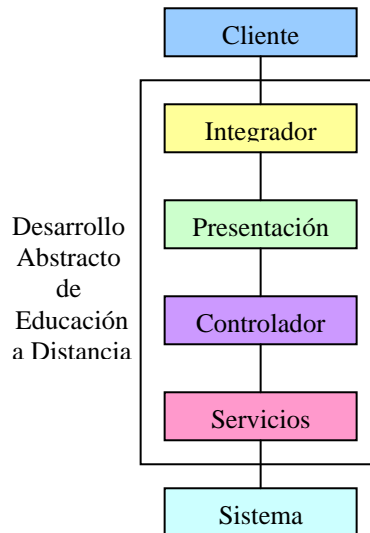 Cliente
Integrador
Desarrollo
Abstracto
de
Educación
a Distancia
Presentación
Controlador
Servicios
Sistema